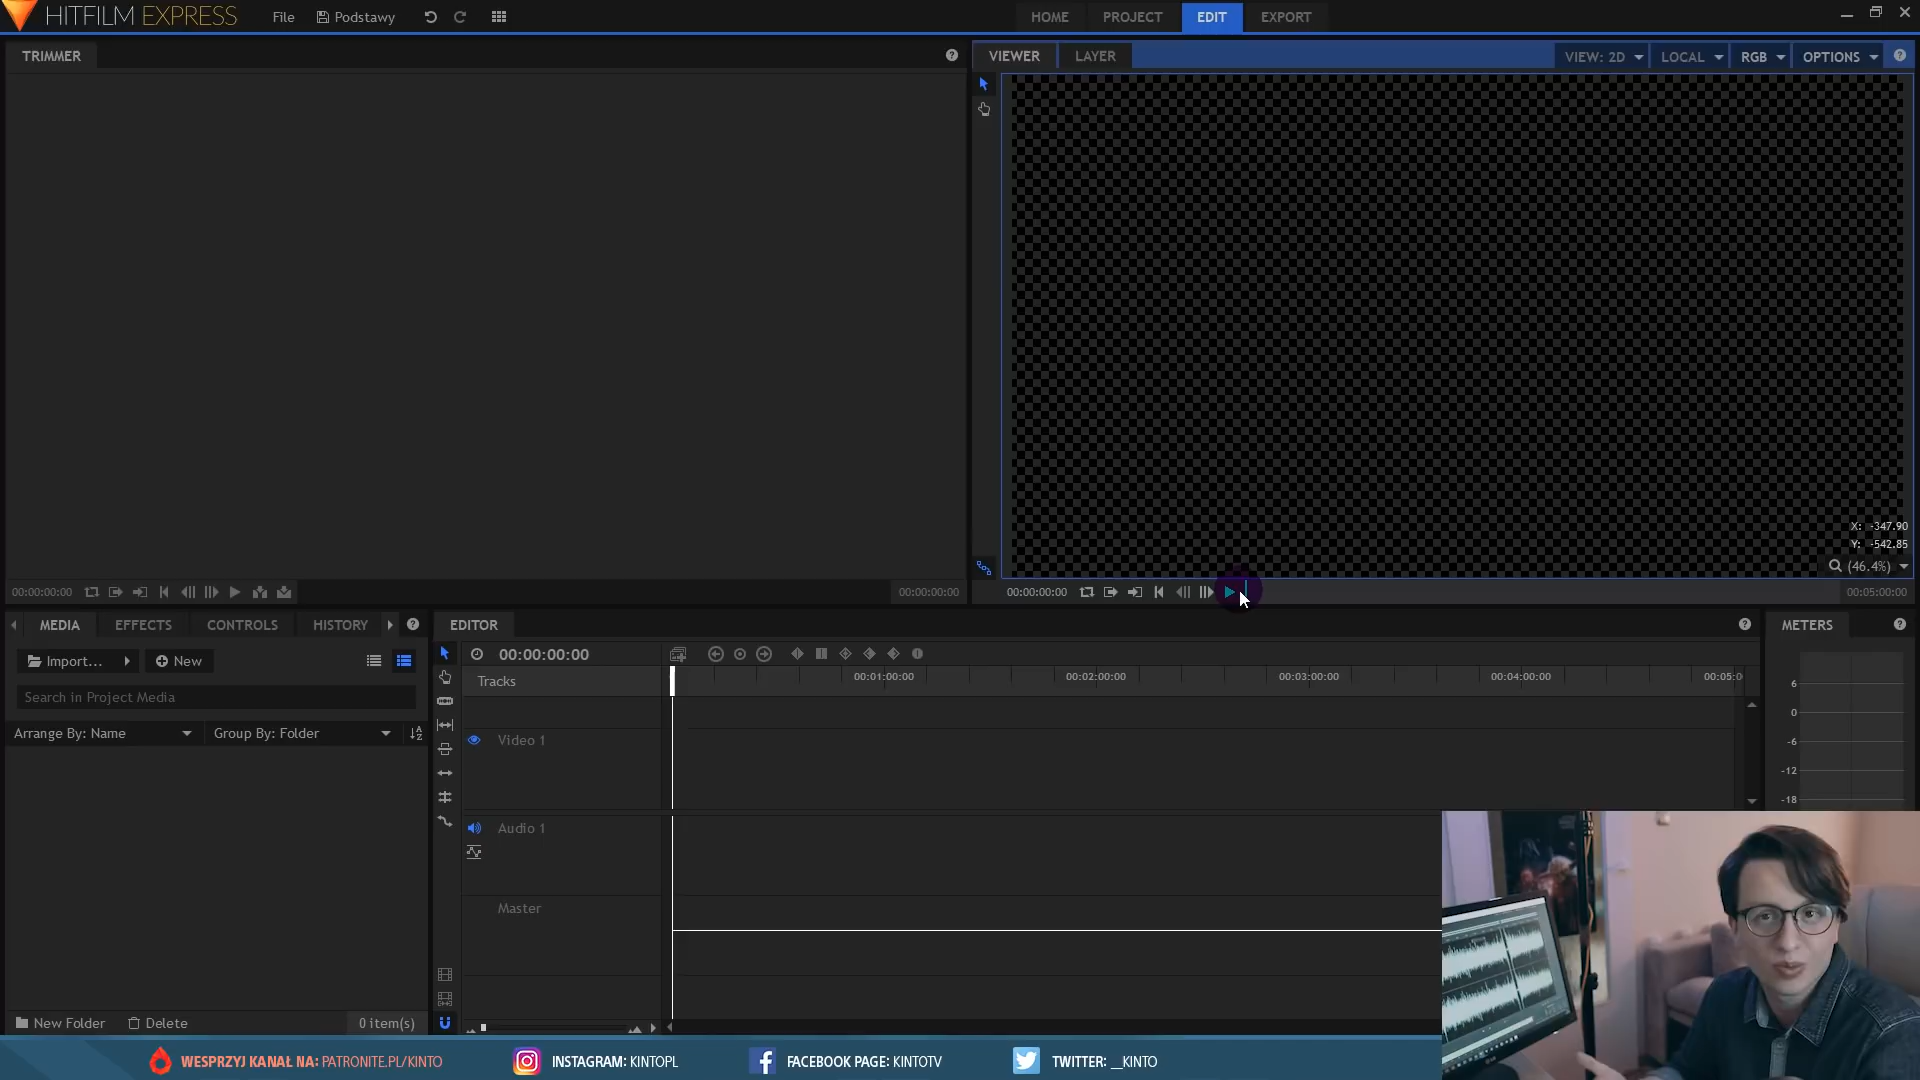 HITFILM EXPRESS
File
Podstawy
HOME
PROJECT
EDIT
EXPORT
TRIMMER
VIEWER
LAYER
VIEW: 2D
LOCAL
RGB
OPTIONS
X: -347.90
Y: -542.85
(46.4%)
00:00:00:00
00:00:00:00
00:00:00:00
00:05:00:00
MEDIA
EFFECTS
CONTROLS
HISTORY
EDITOR
METERS
Import...
New
00:00:00:00
Tracks
00:01:00:00
00:02:00:00
00:03:00:00
00:04:00:00
00:05:0
Search in Project Media
Arrange By: Name
Group By: Folder
Video 1
Audio 1
Master
6
0
-6
-12
-18
New Folder
Delete
0 item(s)
WESPRZYJ KANAŁ NA: PATRONITE.PL/KINTO
INSTAGRAM: KINTOPL
FACEBOOK PAGE: KINTOTV
TWITTER: __KINTO